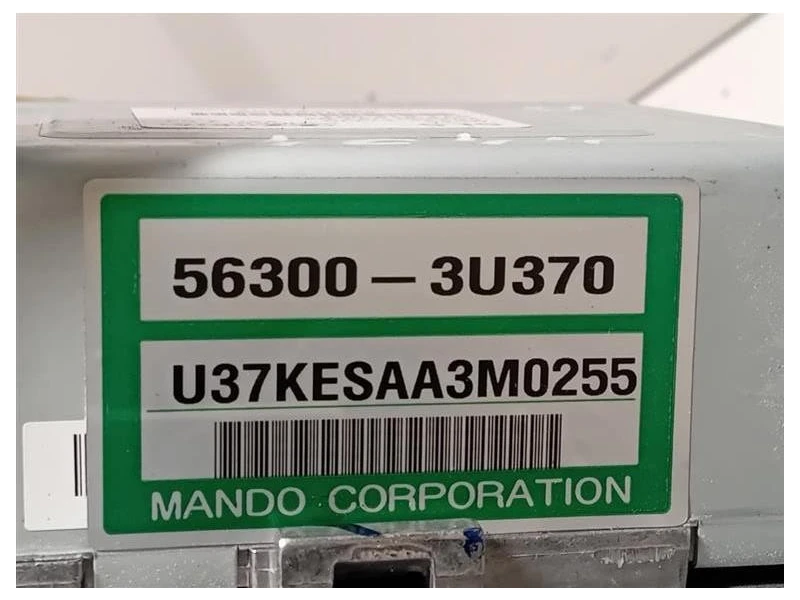 56300 – 3U370
U37KESAA3M0255
MANDO CORPORATION